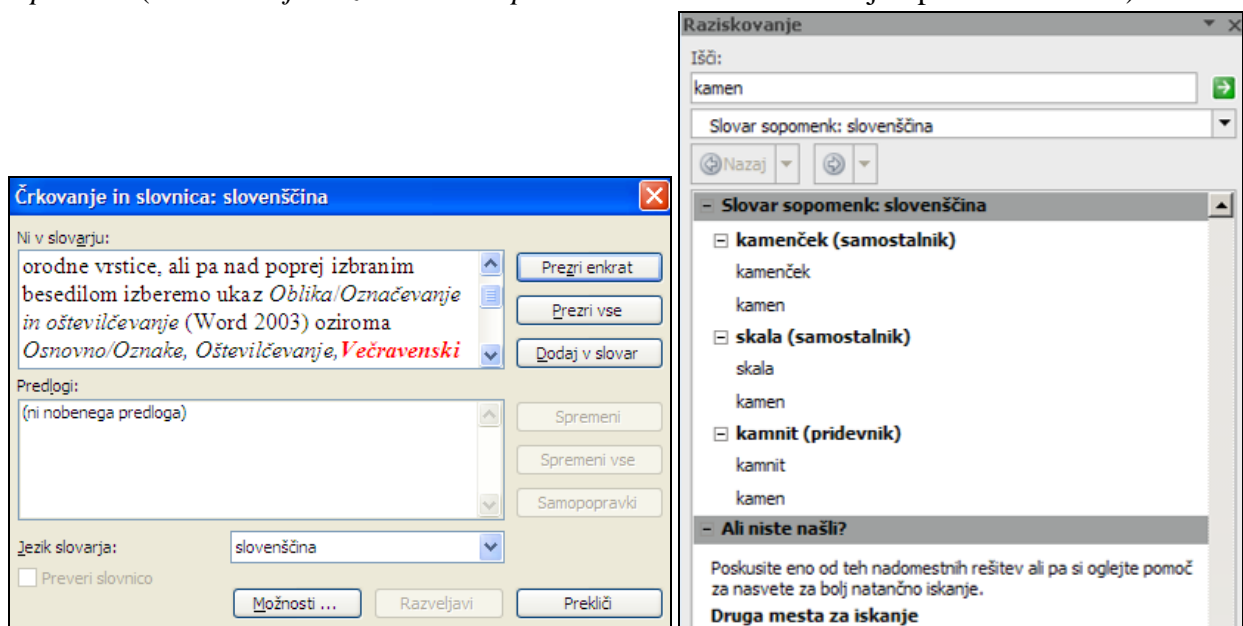 Raziskovanje
Išči:
kamen
Slovar sopomenk: slovenščina
Nazaj
Slovar sopomenk: slovenščina
kamenček (samostalnik)
kamenček
kamen
skala (samostalnik)
skala
kamen
kamnit (pridevnik)
kamnit
kamen
Ali niste našli?
Poskusite eno od teh nadomestnih rešitev ali pa si oglejte pomoč
za nasvete za bolj natančno iskanje.
Druga mesta za iskanje
Črkovanje in slovnica: slovenščina
Ni v slovarju:
orodne vrstice, ali pa nad poprej izbranim
besedilom izberemo ukaz Oblika/Označevanje
in oštevilčevanje (Word 2003) oziroma
Osnovno/Oznake, Oštevilčevanje,Večravenski
Prezri enkrat
Prezri vse
Dodaj v slovar
Predlogi:
(ni nobenega predloga)
Spremeni
Spremeni vse
Samopopravki
Jezik slovarja:
slovenščina
Preveri slovnico
Možnosti ...
Razveljavi
Prekliči